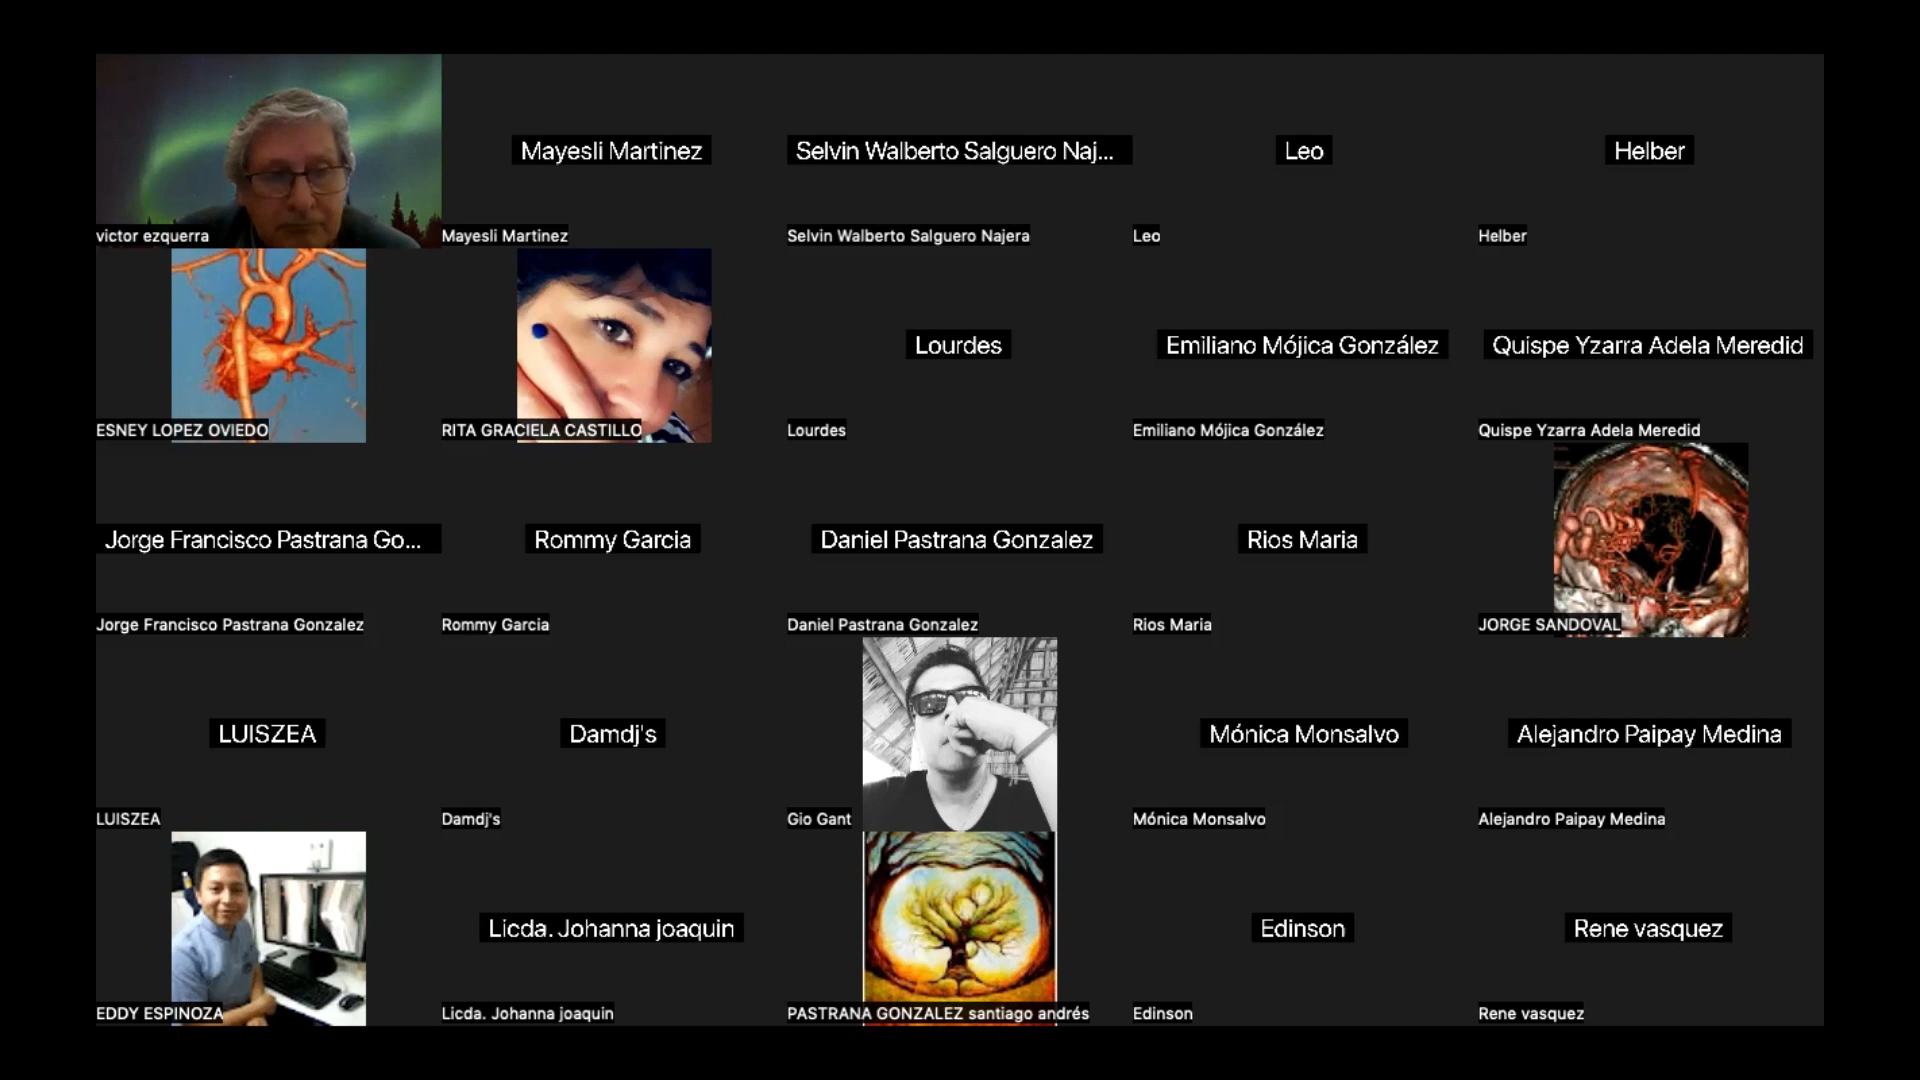 victor ezquerra
Mayesli Martinez
Mayesli Martinez
Selvin Walberto Salguero Naj...
Selvin Walberto Salguero Najera
Leo
Leo
Helber
Helber
ESNEY LOPEZ OVIEDO
RITA GRACIELA CASTILLO
Lourdes
Lourdes
Emiliano Mójica González
Emiliano Mójica González
Quispe Yzarra Adela Meredid
Quispe Yzarra Adela Meredid
Jorge Francisco Pastrana Go...
Jorge Francisco Pastrana Gonzalez
Rommy Garcia
Rommy Garcia
Daniel Pastrana Gonzalez
Daniel Pastrana Gonzalez
Rios Maria
Rios Maria
JORGE SANDOVAL
LUISZEA
LUISZEA
Damdj's
Damdj's
Gio Gant
Mónica Monsalvo
Mónica Monsalvo
Alejandro Paipay Medina
Alejandro Paipay Medina
EDDY ESPINOZA
Licda. Johanna joaquin
Licda. Johanna joaquin
PASTRANA GONZALEZ santiago andrés
Edinson
Edinson
Rene vasquez
Rene vasquez